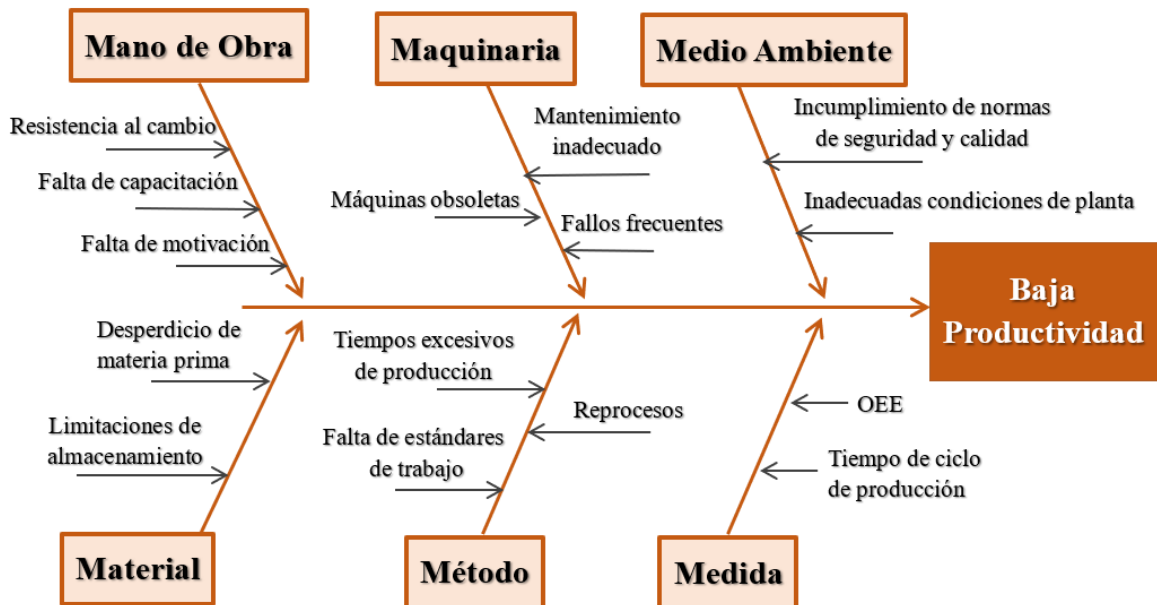 Mano de Obra
Maquinaria
Medio Ambiente
Resistencia al cambio
Falta de capacitación
Falta de motivación
Mantenimiento
inadecuado
Máquinas obsoletas
Fallos frecuentes
Incumplimiento de normas
de seguridad y calidad
Inadecuadas condiciones de planta
Baja
Productividad
Desperdicio de
materia prima
Limitaciones de
almacenamiento
Tiempos excesivos
de producción
Reprocesos
Falta de estándares
de trabajo
OEE
Tiempo de ciclo
de producción
Material
Método
Medida